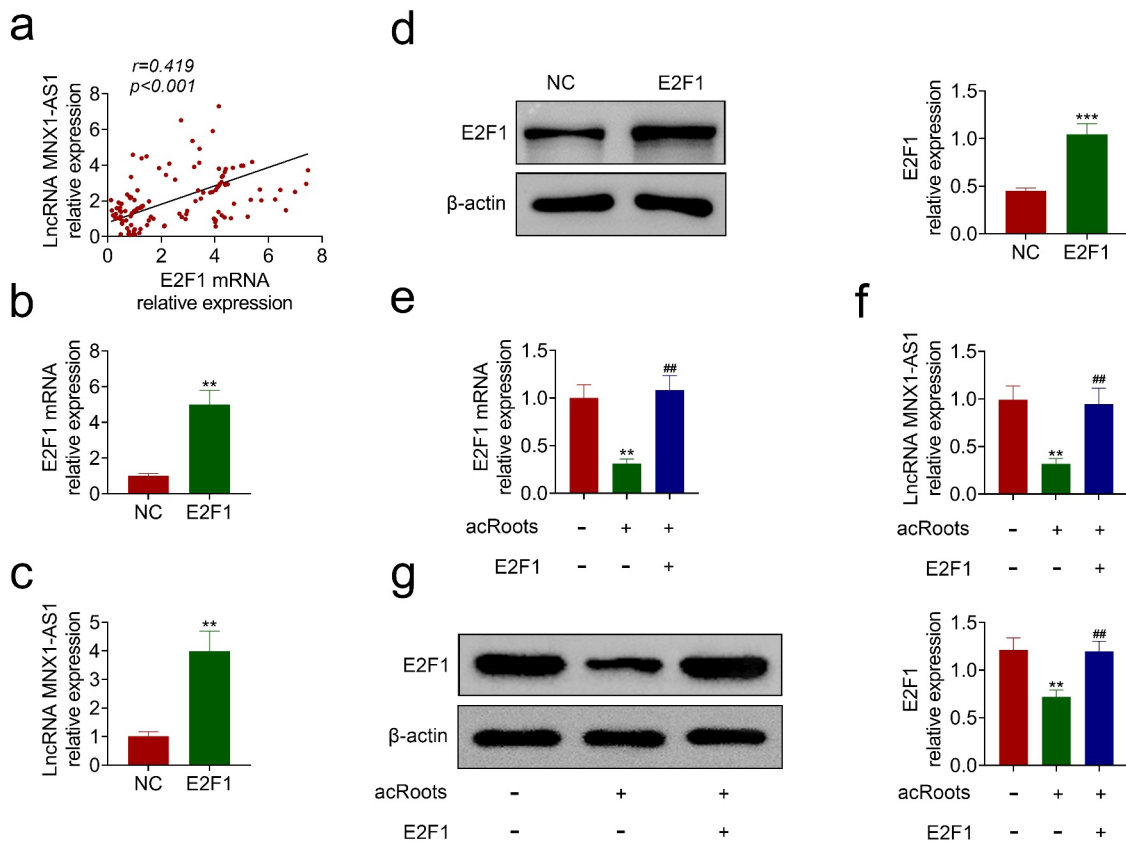 a
r=0.419
p<0.001
LncRNA MNX1-AS1
relative expression
8
6
4
2
0
0 2 4 6 8
E2F1 mRNA
relative expression
b
E2F1 mRNA
relative expression
8
6
4
2
0
**
NC E2F1
c
LncRNA MNX1-AS1
relative expression
5
4
3
2
1
0
**
NC E2F1
d
NC E2F1
E2F1
β-actin
E2F1
relative expression
1.5
1.0
0.5
0.0
***
NC E2F1
e
E2F1 mRNA
relative expression
1.5
1.0
0.5
0.0
**
##
acRoots - + +
E2F1 - - +
f
LncRNA MNX1-AS1
relative expression
1.5
1.0
0.5
0.0
**
##
acRoots - + +
E2F1 - - +
g
E2F1
β-actin
acRoots - + +
E2F1 - - +
E2F1
relative expression
1.5
1.0
0.5
0.0
**
##
acRoots - + +
E2F1 - - +